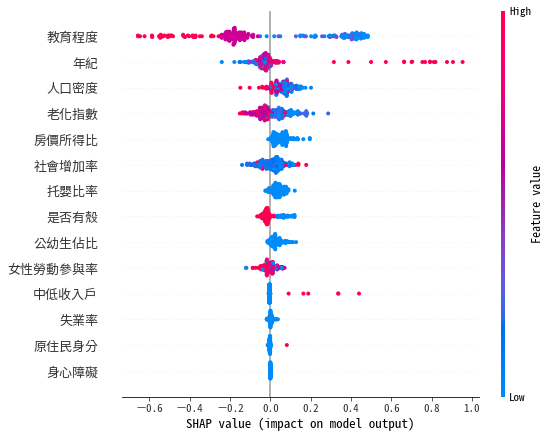 High
教育程度
年紀
人口密度
老化指數
房價所得比
社會增加率
托嬰比率
是否有殼
公幼生佔比
女性勞動參與率
中低收入戶
失業率
原住民身分
身心障礙
Feature value
Low
−0.6 −0.4 −0.2 0.0 0.2 0.4 0.6 0.8 1.0
SHAP value (impact on model output)